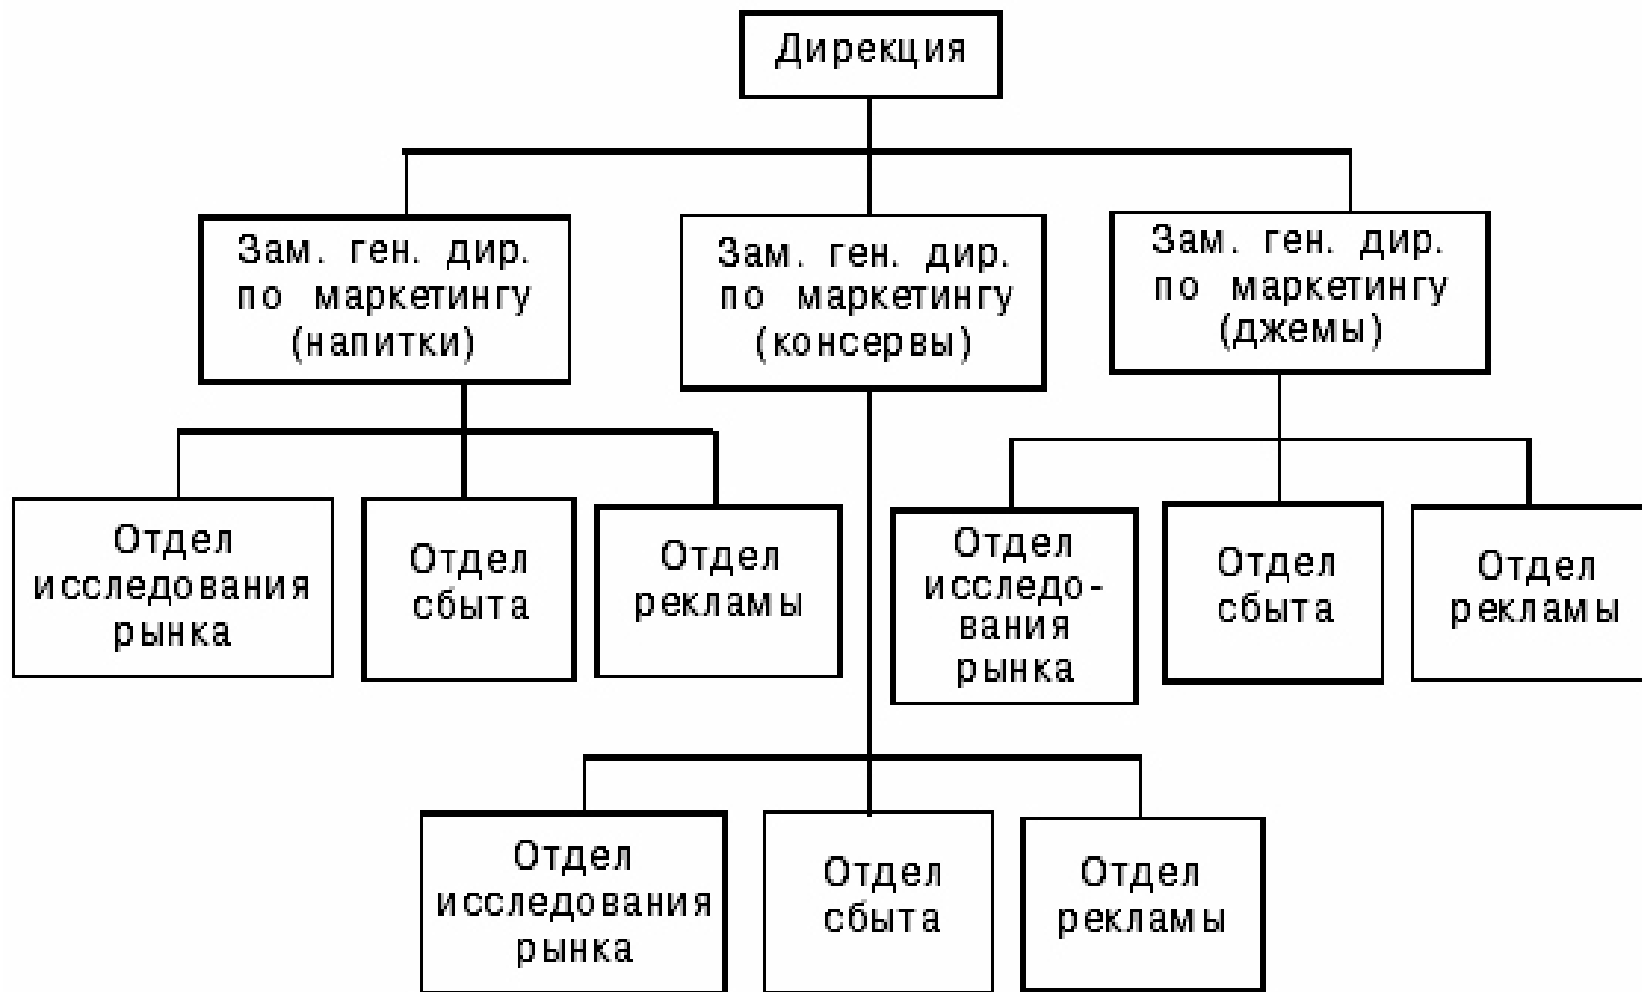 Дирекция
Зам. ген. дир.
по маркетингу
(напитки)
Зам. ген. дир.
по маркетингу
(консервы)
Зам. ген. дир.
по маркетингу
(джемы)
Отдел
исследования
рынка
Отдел
сбыта
Отдел
рекламы
Отдел
исследо-
вания
рынка
Отдел
сбыта
Отдел
рекламы
Отдел
исследования
рынка
Отдел
сбыта
Отдел
рекламы